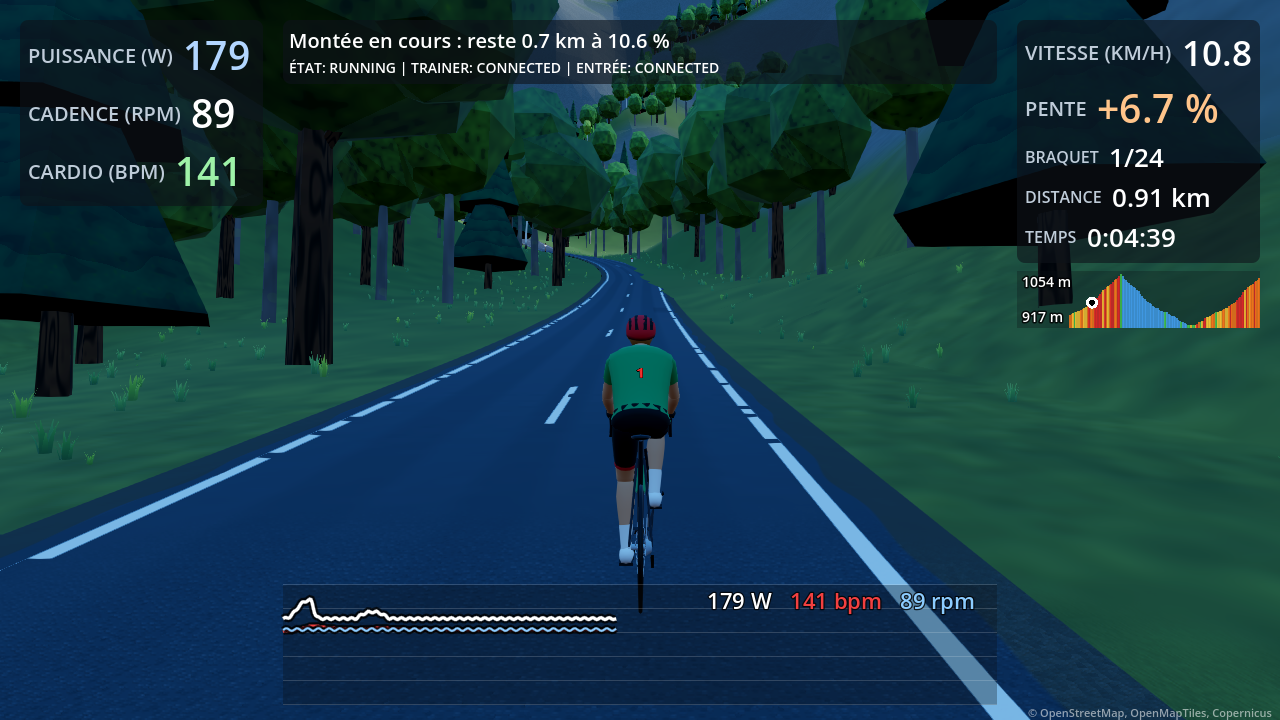 PUISSANCE (W) 179
CADENCE (RPM) 89
CARDIO (BPM) 141
Montée en cours : reste 0.7 km à 10.6 %
ÉTAT: RUNNING | TRAINER: CONNECTED | ENTRÉE: CONNECTED
VITESSE (KM/H) 10.8
PENTE +6.7 %
BRAQUET 1/24
DISTANCE 0.91 km
TEMPS 0:04:39
1054 m
917 m
1
179 W 141 bpm 89 rpm
© OpenStreetMap, OpenMapTiles, Copernicus